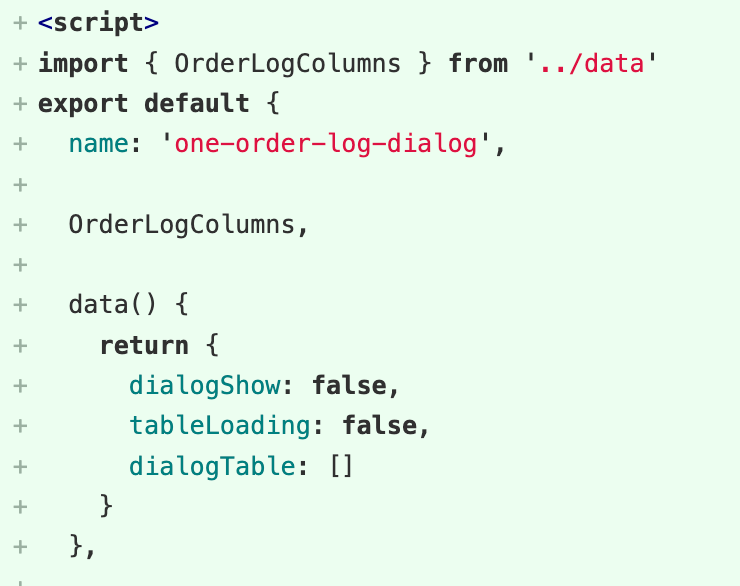 + <script>
+ import { OrderLogColumns } from '../data'
+ export default {
+   name: 'one-order-log-dialog',
+
+   OrderLogColumns,
+
+   data() {
+     return {
+       dialogShow: false,
+       tableLoading: false,
+       dialogTable: []
+     }
+   },
+